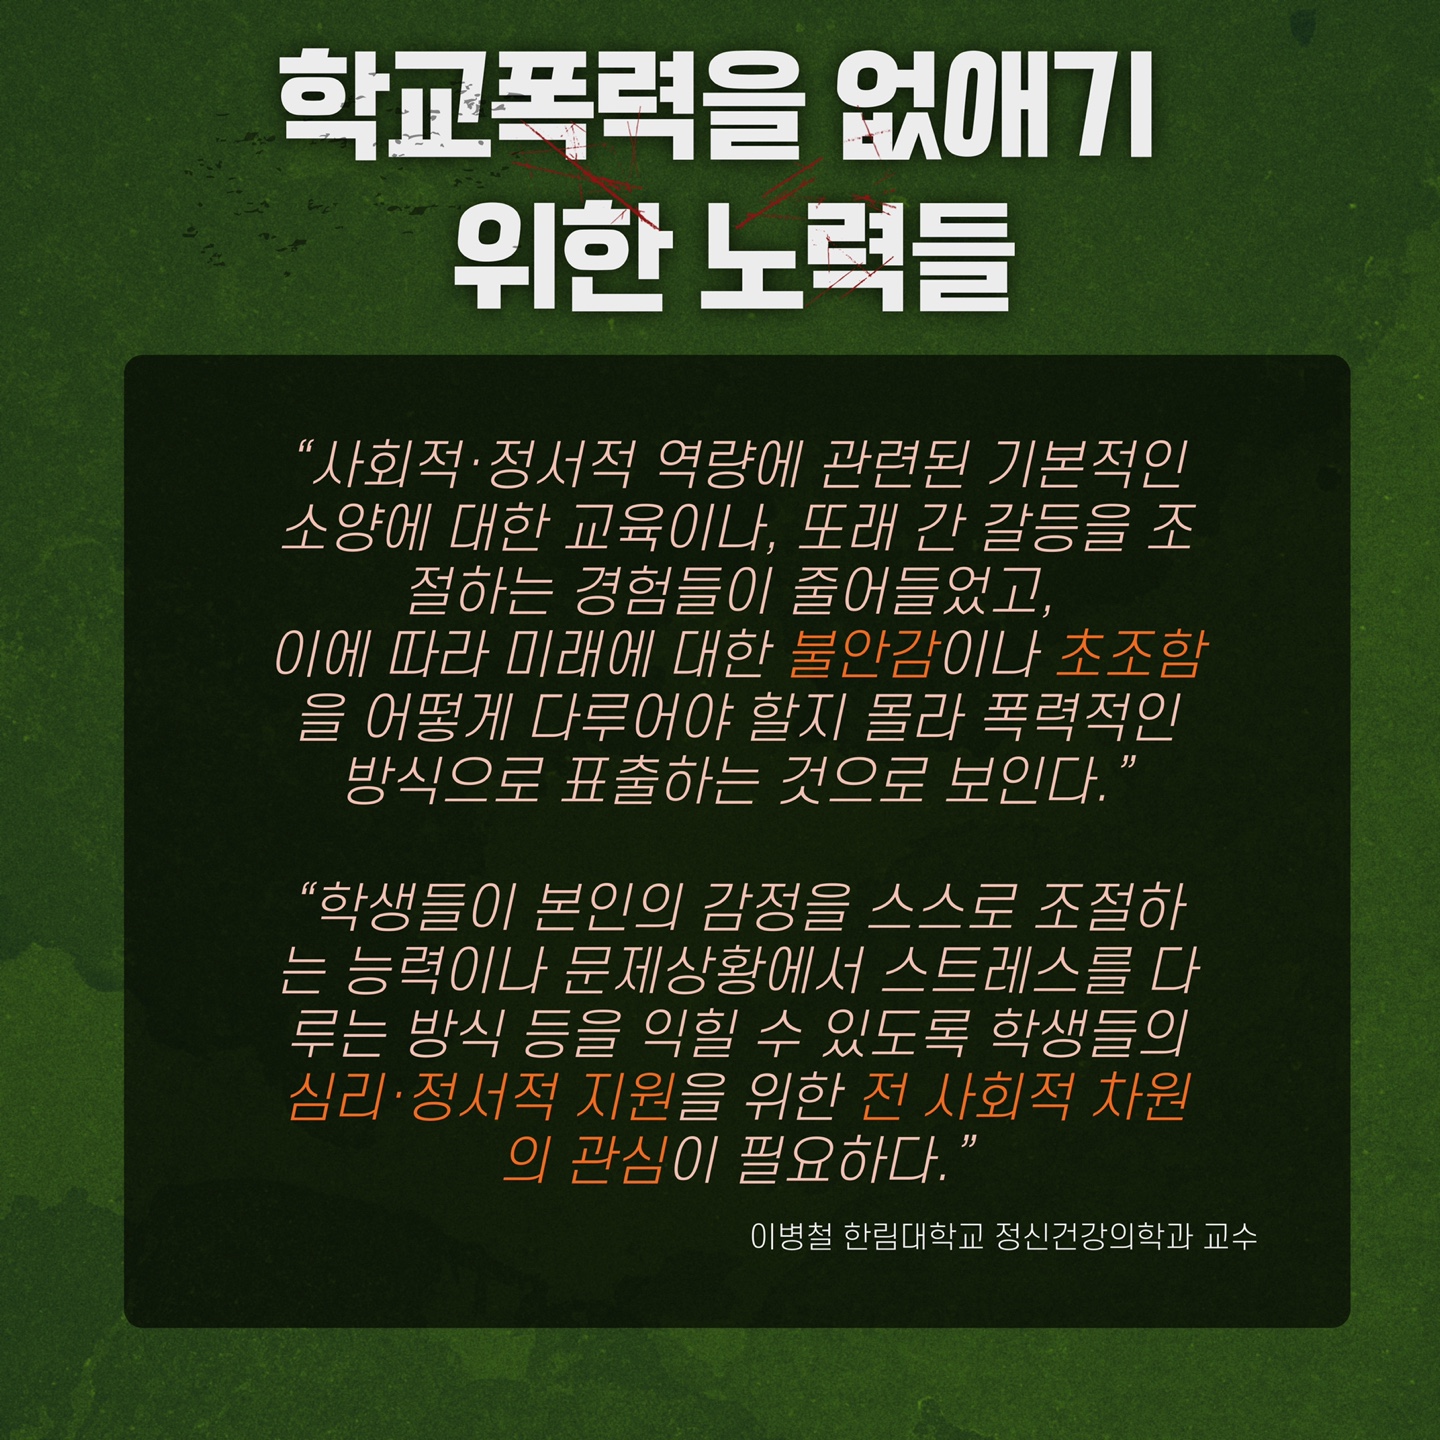 학교폭력을 없애기
위한 노력들
“사회적·정서적 역량에 관련된 기본적인
소양에 대한 교육이나, 또래 간 갈등을 조
절하는 경험들이 줄어들었고,
이에 따라 미래에 대한 불안감이나 초조함
을 어떻게 다루어야 할지 몰라 폭력적인
방식으로 표출하는 것으로 보인다.”
“학생들이 본인의 감정을 스스로 조절하
는 능력이나 문제상황에서 스트레스를 다
루는 방식 등을 익힐 수 있도록 학생들의
심리·정서적 지원을 위한 전 사회적 차원
의 관심이 필요하다.”
이병철 한림대학교 정신건강의학과 교수